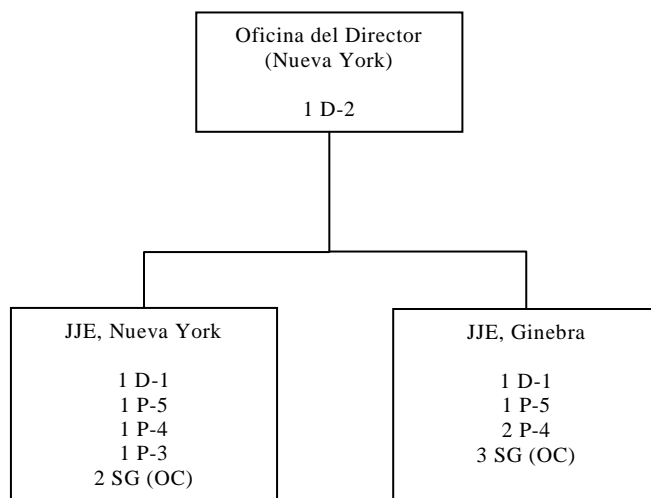 Oficina del Director
(Nueva York)
1 D-2
JJE, Nueva York
1 D-1
1 P-5
1 P-4
1 P-3
2 SG (OC)
JJE, Ginebra
1 D-1
1 P-5
2 P-4
3 SG (OC)